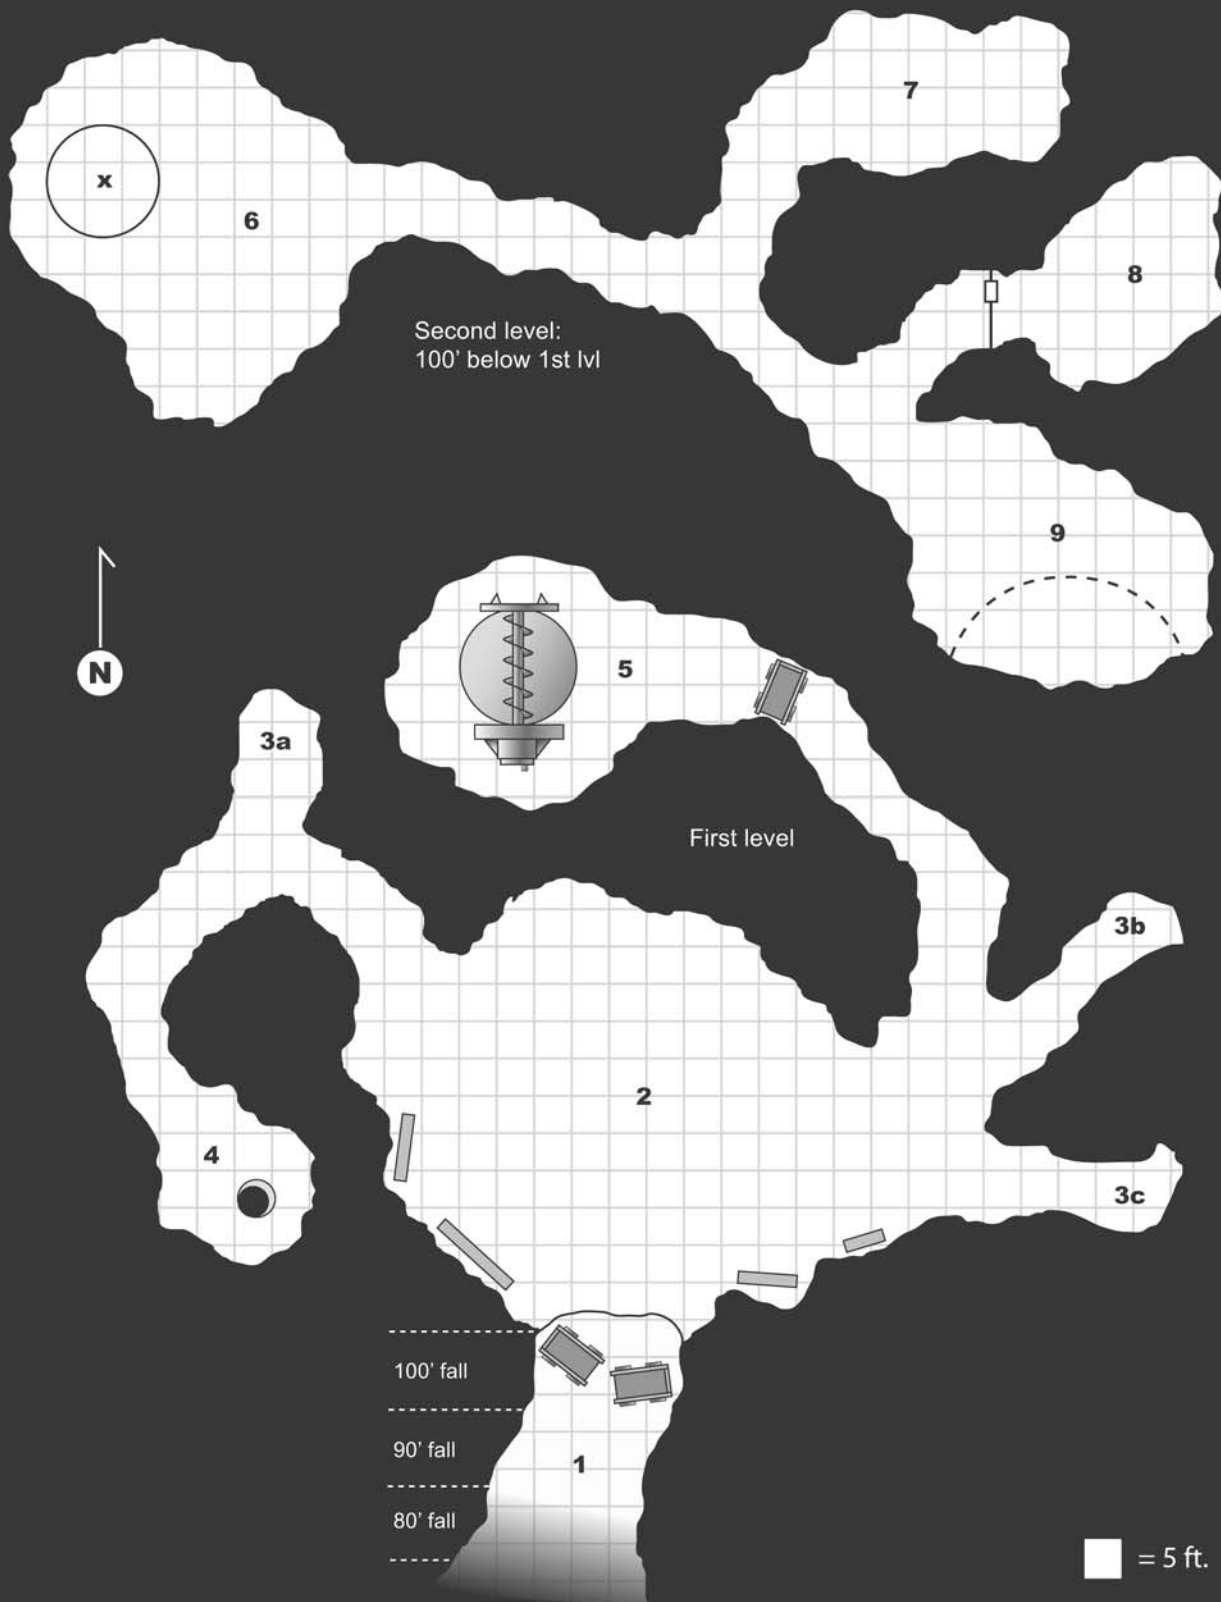 7
x
6
8
Second level:
100' below 1st lvl
9
N
5
3a
First level
3b
2
4
3c
100' fall
90' fall
1
80' fall
= 5 ft.